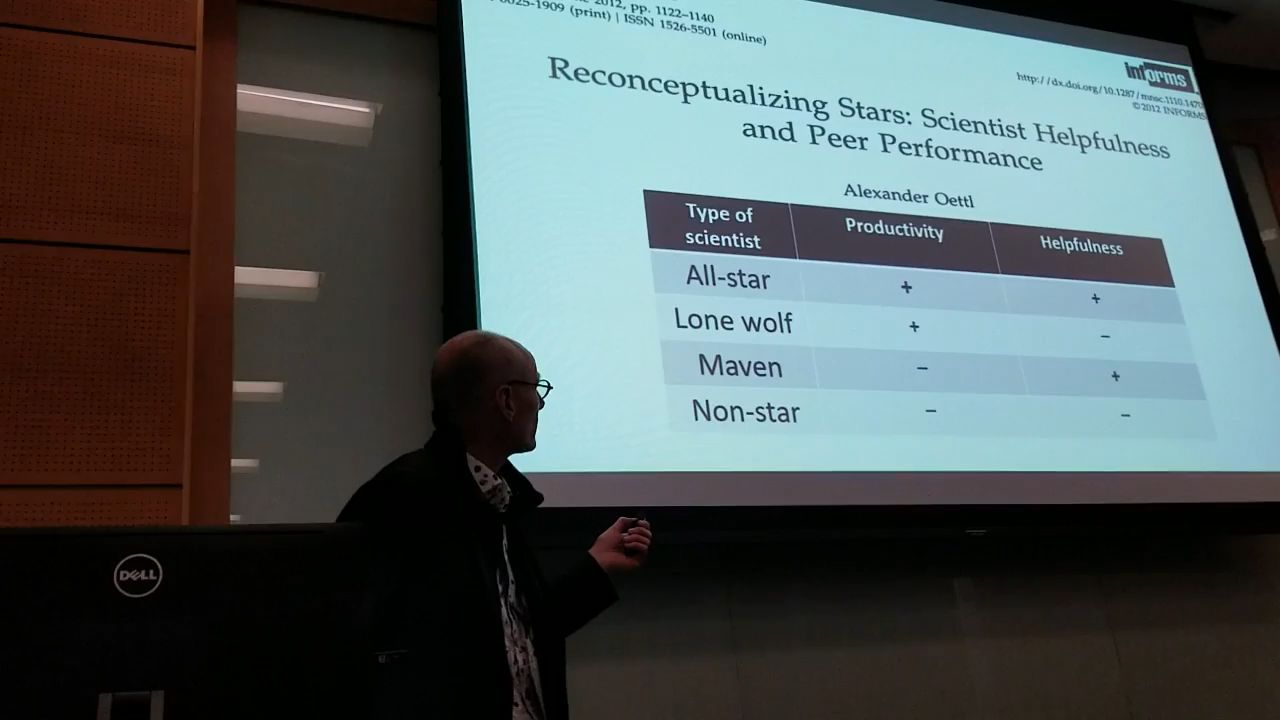 2012, pp. 1122–1140
0025-1909 (print) | ISSN 1526-5501 (online)
informs
http://dx.doi.org/10.1287/mnsc.1110.1470
©2012 INFORMS
Reconceptualizing Stars: Scientist Helpfulness
and Peer Performance
Alexander Oettl
Type of scientist Productivity Helpfulness
All-star + +
Lone wolf + –
Maven – +
Non-star – –
DELL